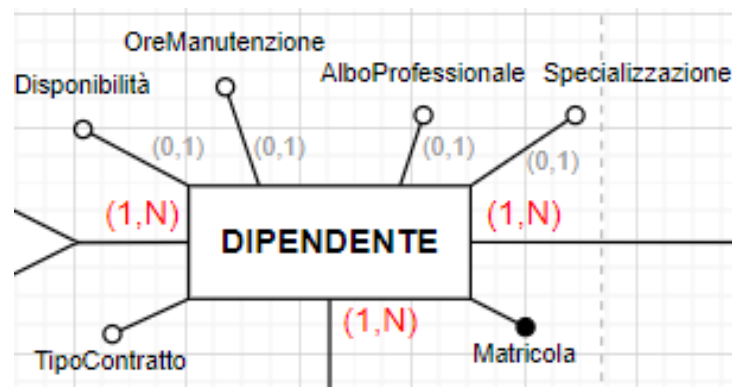 OreManutenzione
Disponibilità
AlboProfessionale
Specializzazione
(0,1)
(0,1)
(0,1)
(0,1)
(1,N)
DIPENDENTE
(1,N)
(1,N)
TipoContratto
Matricola